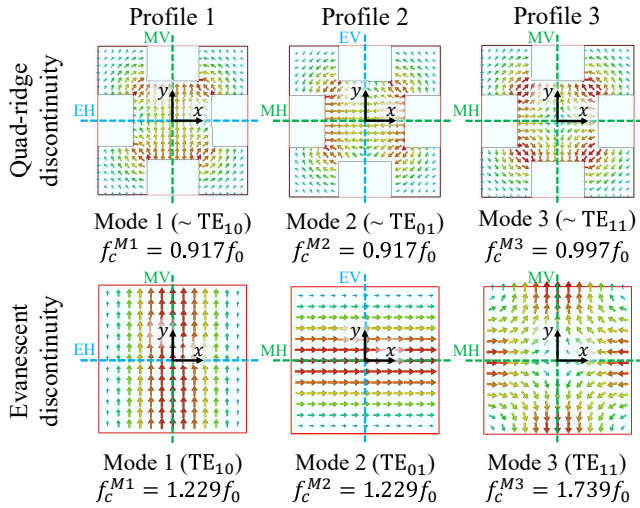 Profile 1 Profile 2 Profile 3
MV EV MV
Quad-ridge
discontinuity
EH y x MH y x MH y x
Mode 1 (~ TE₁₀) Mode 2 (~ TE₀₁) Mode 3 (~ TE₁₁)
f_c^{M1} = 0.917f₀ f_c^{M2} = 0.917f₀ f_c^{M3} = 0.997f₀
MV EV MV
Evanescent
discontinuity
EH y x MH y x MH y x
Mode 1 (TE₁₀) Mode 2 (TE₀₁) Mode 3 (TE₁₁)
f_c^{M1} = 1.229f₀ f_c^{M2} = 1.229f₀ f_c^{M3} = 1.739f₀